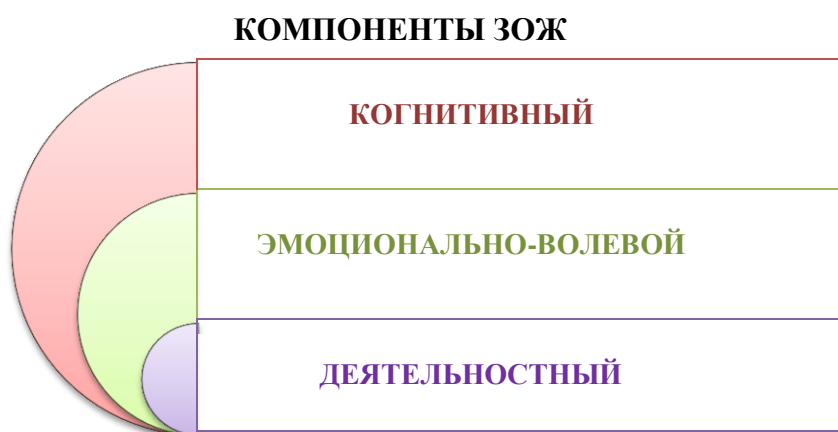 КОМПОНЕНТЫ ЗОЖ
КОГНИТИВНЫЙ
ЭМОЦИОНАЛЬНО-ВОЛЕВОЙ
ДЕЯТЕЛЬНОСТНЫЙ